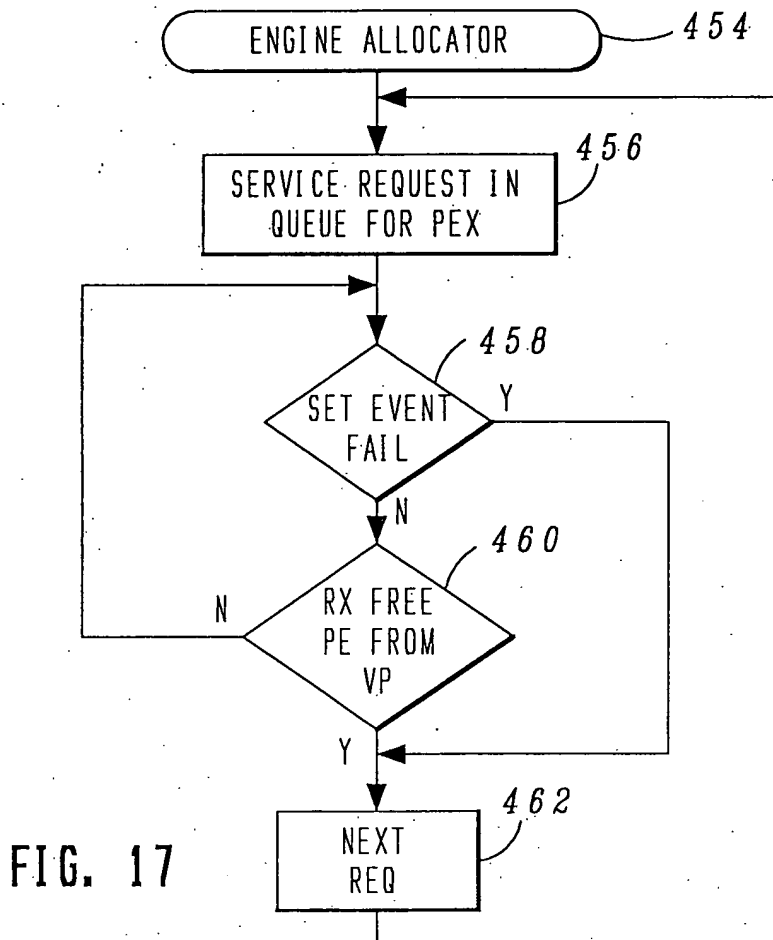 ENGINE ALLOCATOR
454
SERVICE REQUEST IN
QUEUE FOR PEX
456
SET EVENT
FAIL
458
Y
N
RX FREE
PE FROM
VP
460
N
Y
NEXT
REQ
462
FIG. 17